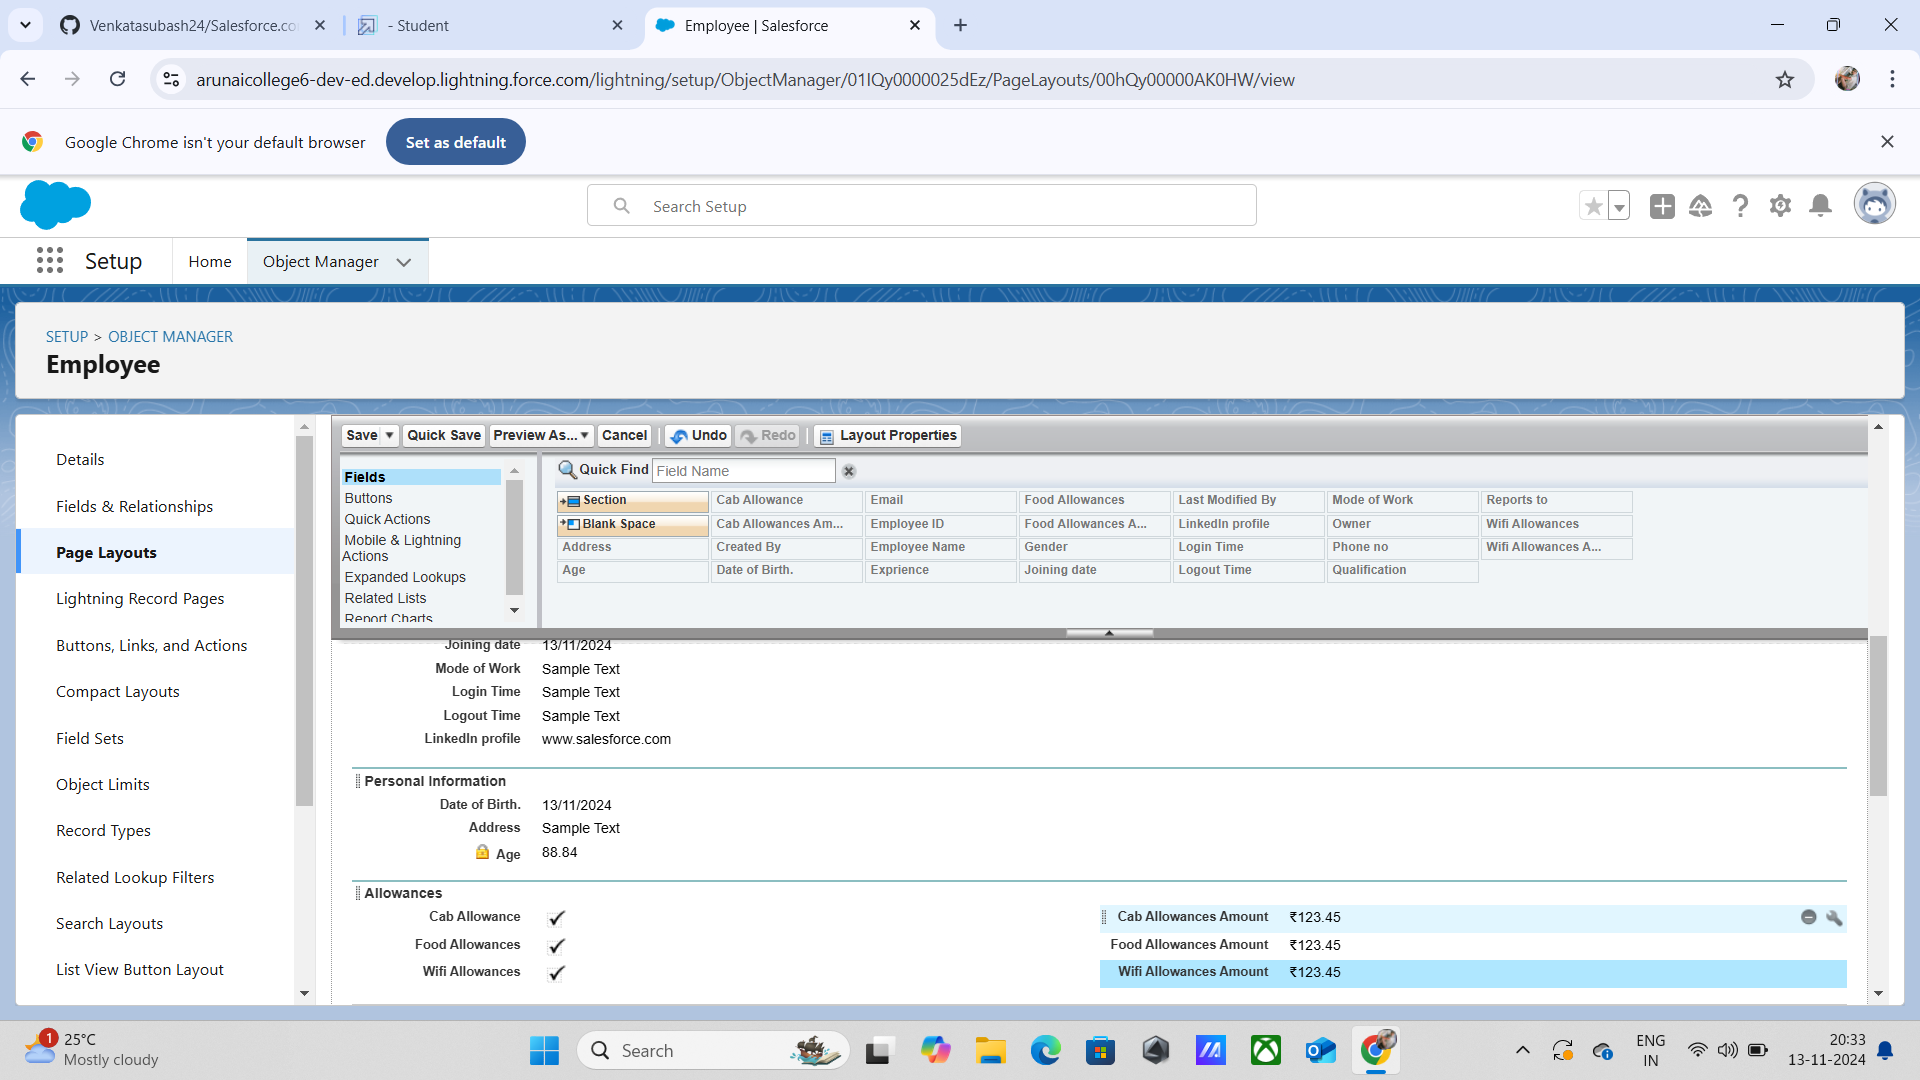 Venkatasubash24/Salesforce.co
- Student
Employee | Salesforce
arunaicollege6-dev-ed.develop.lightning.force.com/lightning/setup/ObjectManager/01IQy0000025dEz/PageLayouts/00hQy00000AK0HW/view
Google Chrome isn't your default browser
Set as default
Search Setup
Setup
Home
Object Manager
SETUP > OBJECT MANAGER
Employee
Details
Fields & Relationships
Page Layouts
Lightning Record Pages
Buttons, Links, and Actions
Compact Layouts
Field Sets
Object Limits
Record Types
Related Lookup Filters
Search Layouts
List View Button Layout
Save Quick Save Preview As... Cancel Undo Redo Layout Properties
Fields
Buttons
Quick Actions
Mobile & Lightning
Actions
Expanded Lookups
Related Lists
Report Charts
Quick Find Field Name
Section Cab Allowance Email Food Allowances Last Modified By Mode of Work Reports to
Blank Space Cab Allowances Am... Employee ID Food Allowances A... LinkedIn profile Owner Wifi Allowances
Address Created By Employee Name Gender Login Time Phone no Wifi Allowances A...
Age Date of Birth. Exprience Joining date Logout Time Qualification
Joining date 13/11/2024
Mode of Work Sample Text
Login Time Sample Text
Logout Time Sample Text
LinkedIn profile www.salesforce.com
Personal Information
Date of Birth. 13/11/2024
Address Sample Text
Age 88.84
Allowances
Cab Allowance Cab Allowances Amount ₹123.45
Food Allowances Food Allowances Amount ₹123.45
Wifi Allowances Wifi Allowances Amount ₹123.45
1
25°C
Mostly cloudy
Search
ENG
IN
20:33
13-11-2024